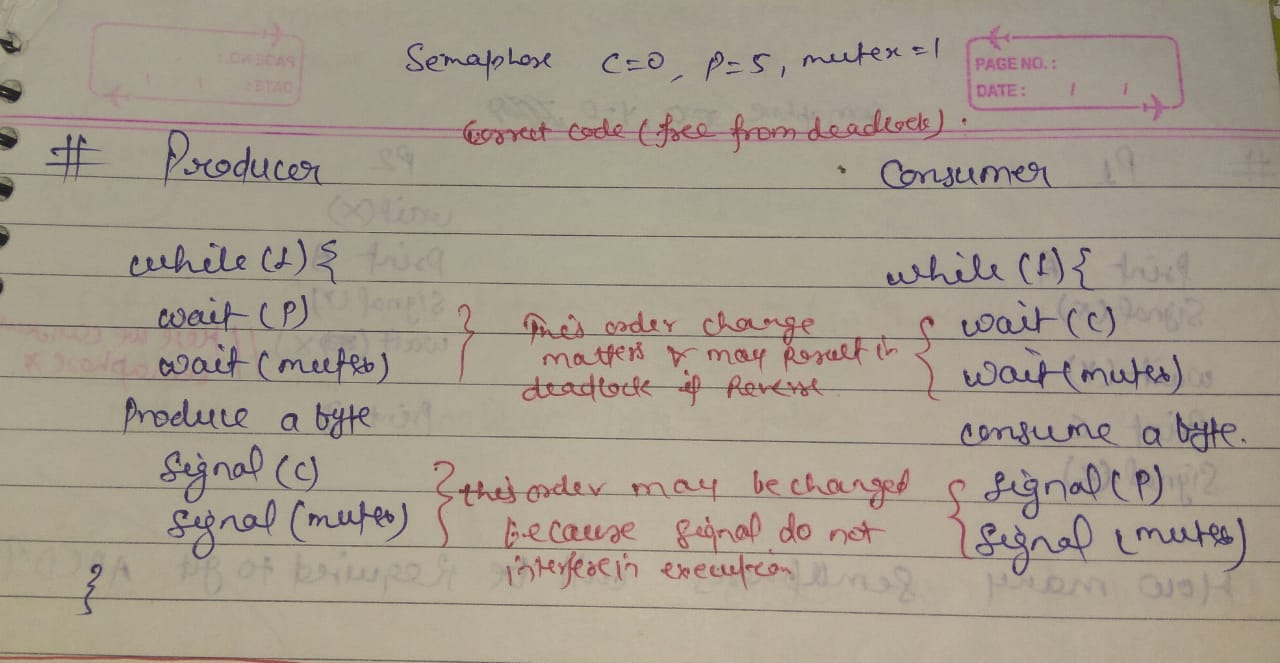 Semaphore C=0, P=5, mutex=1
PAGE NO.:
DATE: / /
Correct code (free from deadlock).
# Producer
Consumer
while (1) {
wait (P)
wait (mutex)
Produce a byte
Signal (C)
Signal (mutex)
}
This order change
matters & may Result in
deadlock if Reverse
this order may be changed
because signal do not
interfere in execution
while (1) {
wait (C)
wait (mutex)
consume a byte.
Signal (P)
Signal (mutex)